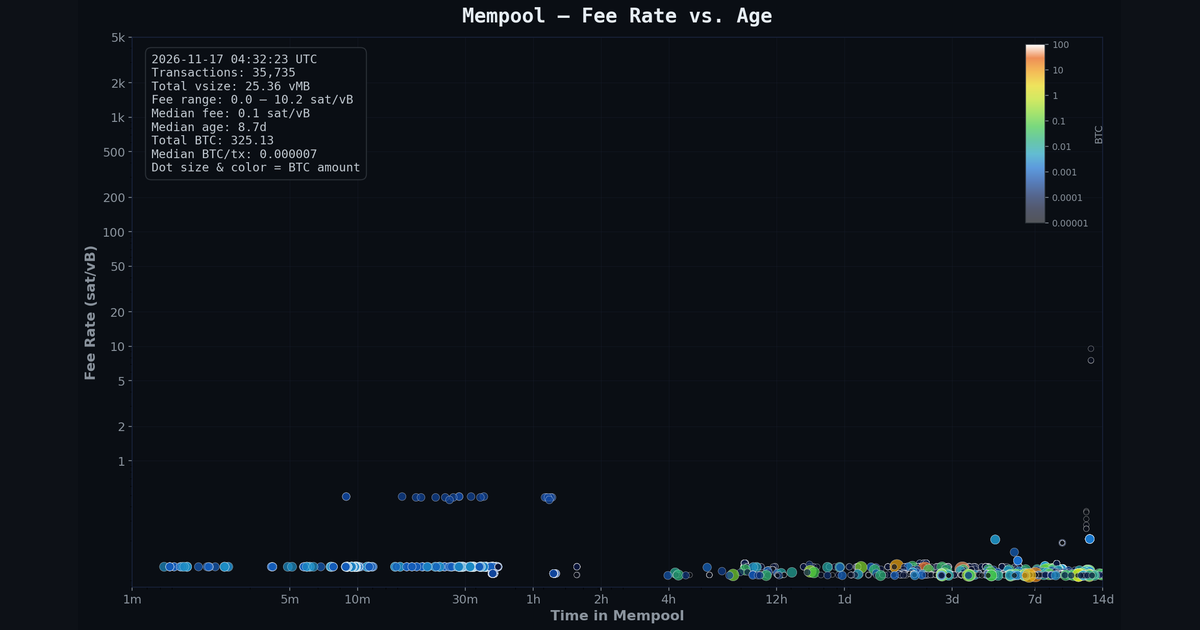 Mempool — Fee Rate vs. Age
2026-11-17 04:32:23 UTC
Transactions: 35,735
Total vsize: 25.36 vMB
Fee range: 0.0 — 10.2 sat/vB
Median fee: 0.1 sat/vB
Median age: 8.7d
Total BTC: 325.13
Median BTC/tx: 0.000007
Dot size & color = BTC amount
5k
2k
1k
500
200
100
50
20
10
5
2
1
Fee Rate (sat/vB)
100
10
1
0.1
0.01
0.001
0.0001
0.00001
BTC
1m
5m
10m
30m
1h
2h
4h
12h
1d
3d
7d
14d
Time in Mempool